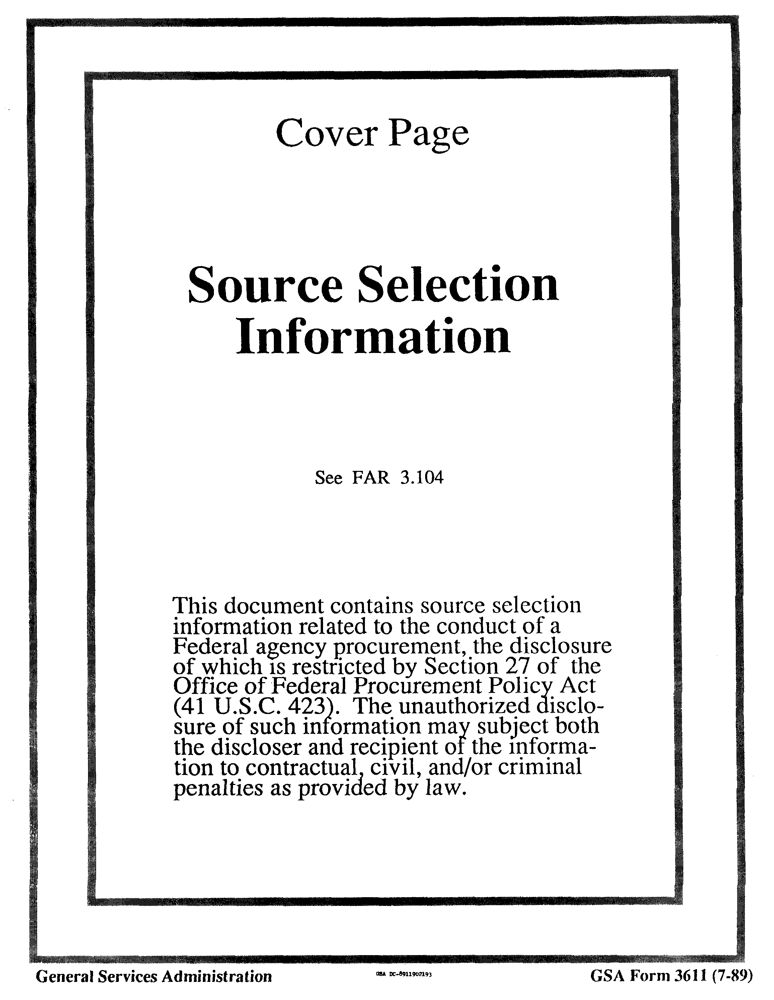 Cover Page
Source Selection
Information
See FAR 3.104
This document contains source selection
information related to the conduct of a
Federal agency procurement, the disclosure
of which is restricted by Section 27 of the
Office of Federal Procurement Policy Act
(41 U.S.C. 423). The unauthorized disclo-
sure of such information may subject both
the discloser and recipient of the informa-
tion to contractual, civil, and/or criminal
penalties as provided by law.
General Services Administration
GSA DC-8911902193
GSA Form 3611 (7-89)